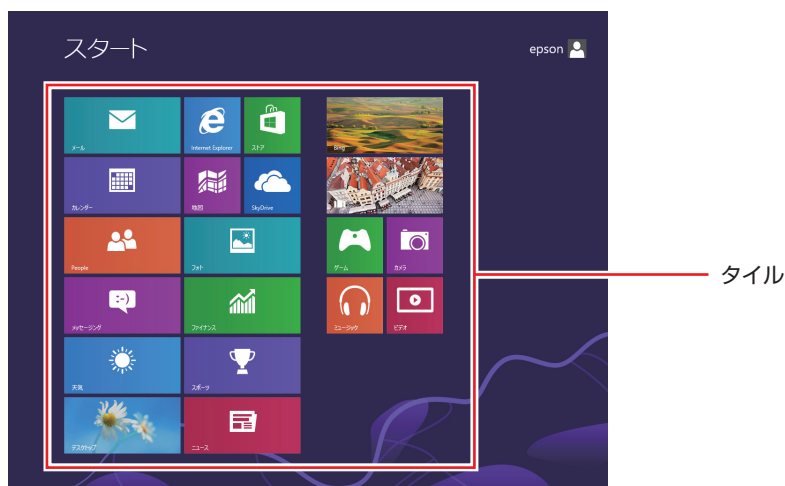 スタート
epson
メール
Internet Explorer
ストア
Bing
カレンダー
地図
SkyDrive
People
フォト
ゲーム
カメラ
タイル
メッセージング
ファイナンス
ミュージック
ビデオ
天気
スポーツ
デスクトップ
ニュース